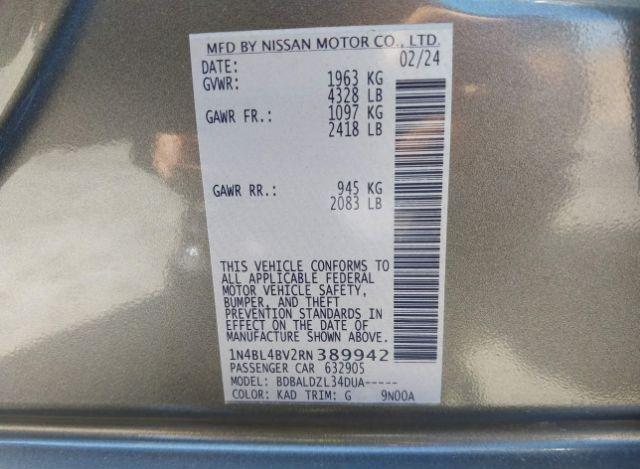 MFD BY NISSAN MOTOR CO., LTD.
DATE: 02/24
GVWR: 1963 KG
4328 LB
GAWR FR.: 1097 KG
2418 LB
GAWR RR.: 945 KG
2083 LB
THIS VEHICLE CONFORMS TO
ALL APPLICABLE FEDERAL
MOTOR VEHICLE SAFETY,
BUMPER, AND THEFT
PREVENTION STANDARDS IN
EFFECT ON THE DATE OF
MANUFACTURE SHOWN ABOVE.
1N4BL4BV2RN389942
PASSENGER CAR 632905
MODEL: BDBALDZL34DUA-----
COLOR: KAD TRIM: G 9N00A